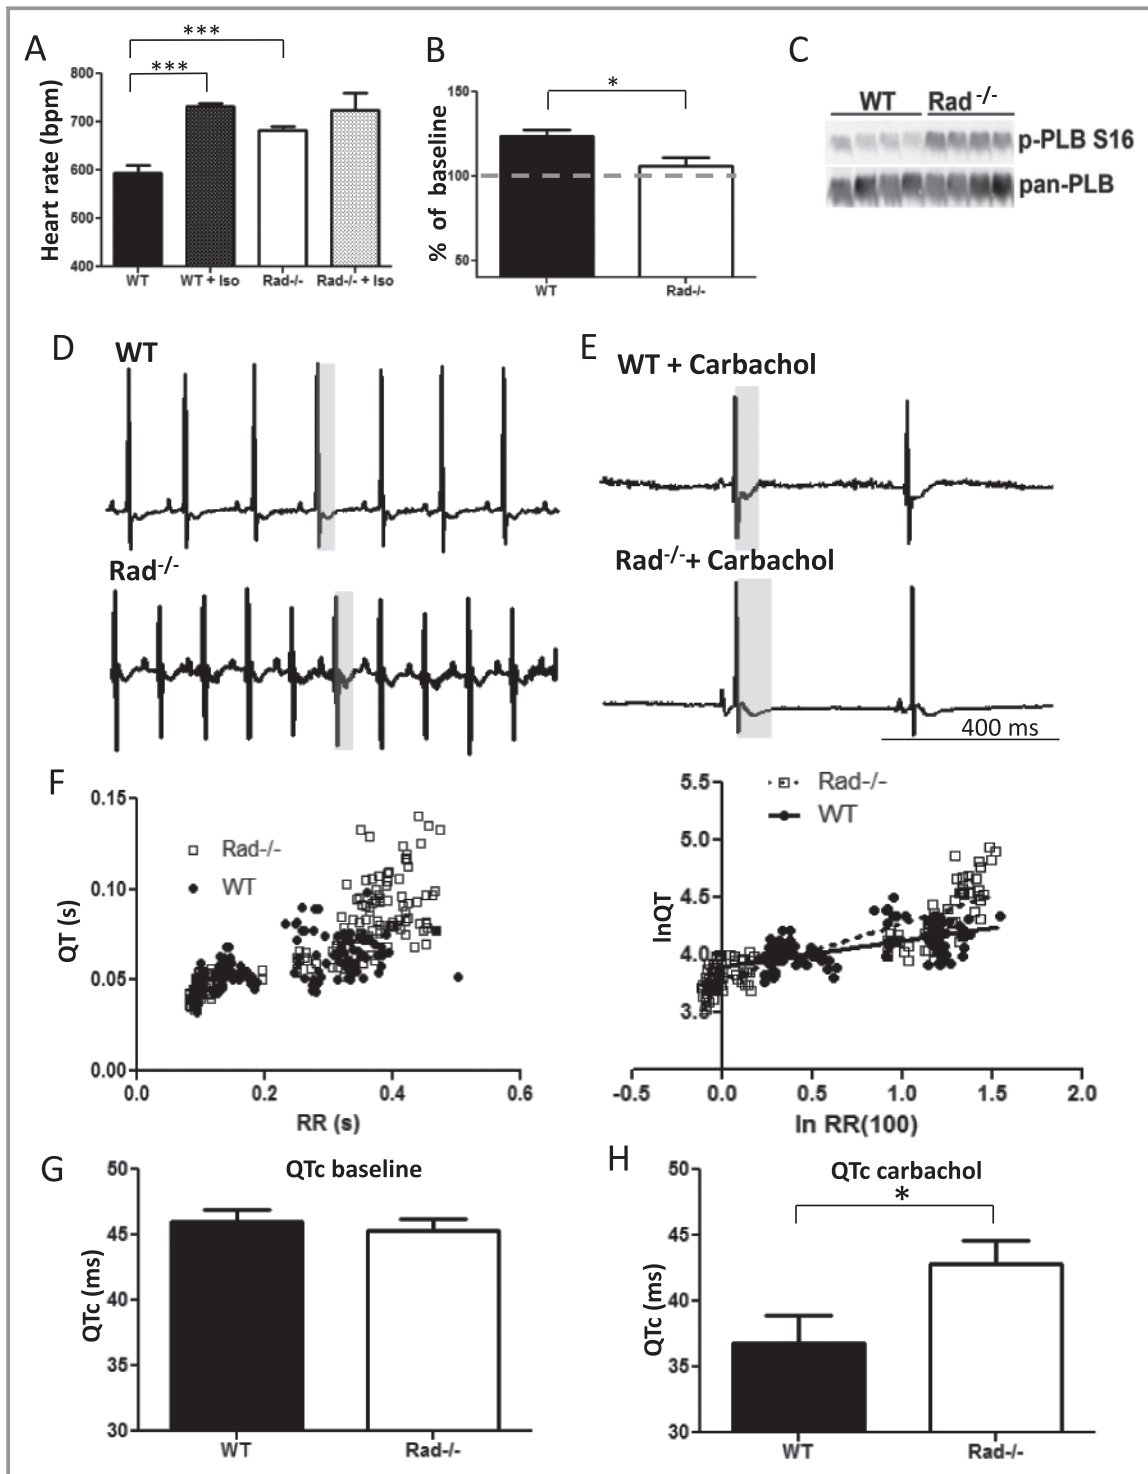 A
***
***
Heart rate (bpm)
800
700
600
500
400
WT
WT + Iso
Rad-/-
Rad-/- + Iso
B
*
% of baseline
150
100
50
WT
Rad-/-
C
WT
Rad -/-
p-PLB S16
pan-PLB
D
WT
Rad-/-
E
WT + Carbachol
Rad-/-+ Carbachol
400 ms
F
QT (s)
0.15
0.10
0.05
0.00
Rad-/-
WT
0.0
0.2
0.4
0.6
RR (s)
lnQT
5.5
5.0
4.5
4.0
3.
Rad-/-
WT
-0.5
0.0
0.5
1.0
1.5
2.0
ln RR(100)
G
QTc baseline
QTc (ms)
50
45
40
35
30
WT
Rad-/-
H
QTc carbachol
*
QTc (ms)
50
45
40
35
30
WT
Rad-/-